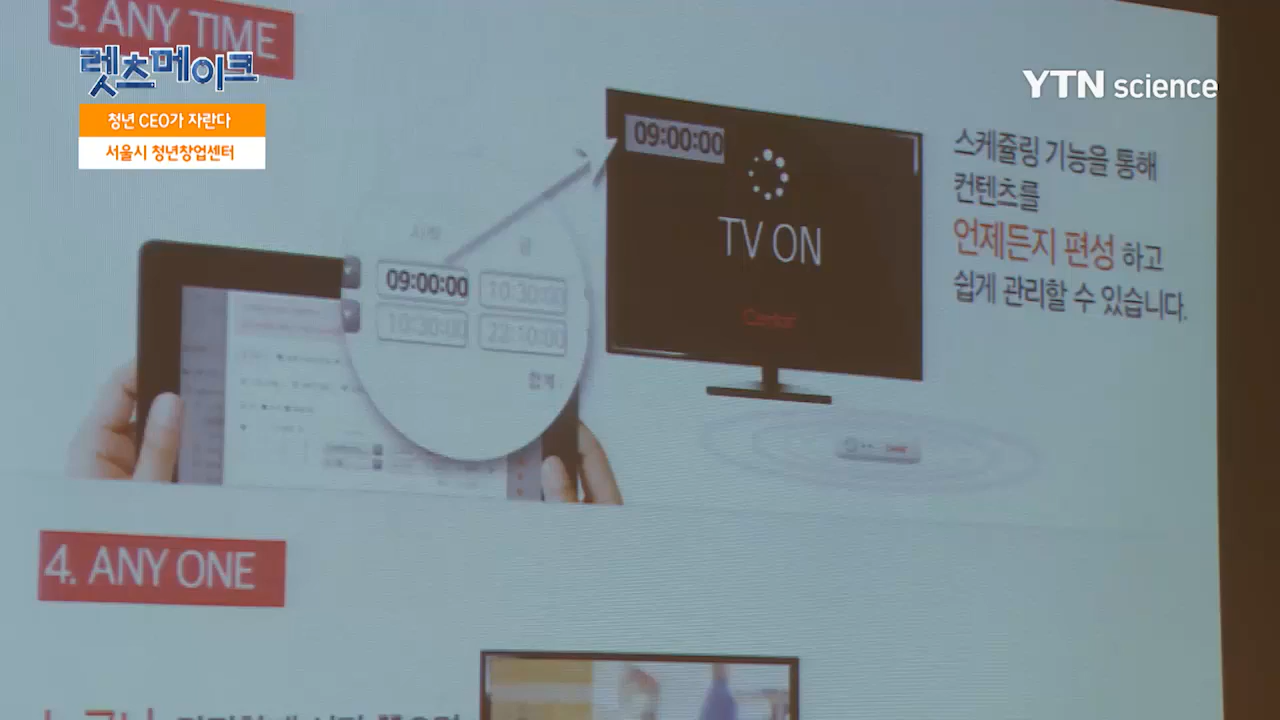 3. ANY TIME
렛츠메이크
청년 CEO가 자란다
서울시 청년창업센터
YTN science
09:00:00
TV ON
스케쥴링 기능을 통해
컨텐츠를
언제든지 편성 하고
쉽게 관리할 수 있습니다.
시작
09:00:00
10:30:00
10:30:00
22:10:00
4. ANY ONE